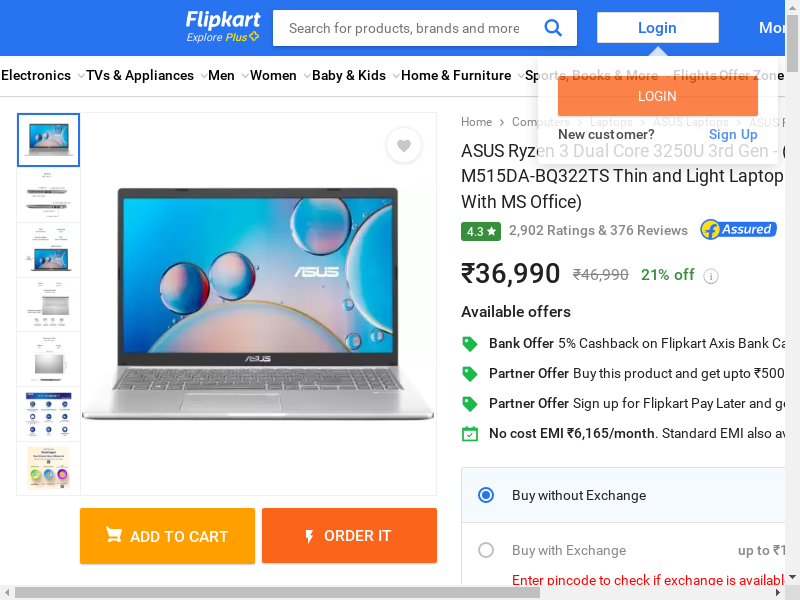 Flipkart
Explore Plus
Search for products, brands and more
Login
Mor
Electronics
TVs & Appliances
Men
Women
Baby & Kids
Home & Furniture
Sports, Books & More
Flights
Offer Zone
LOGIN
New customer?
Sign Up
Home
Computers
Laptops
ASUS Laptops
ASUS R
ASUS Ryzen 3 Dual Core 3250U 3rd Gen - (
M515DA-BQ322TS Thin and Light Laptop
With MS Office)
4.3
2,902 Ratings & 376 Reviews
Assured
₹36,990
₹46,990
21% off
i
Available offers
Bank Offer 5% Cashback on Flipkart Axis Bank Ca
Partner Offer Buy this product and get upto ₹500
Partner Offer Sign up for Flipkart Pay Later and ge
No cost EMI ₹6,165/month. Standard EMI also av
Buy without Exchange
Buy with Exchange
up to ₹1
Enter pincode to check if exchange is availabl
ASUS
ASUS
ADD TO CART
ORDER IT